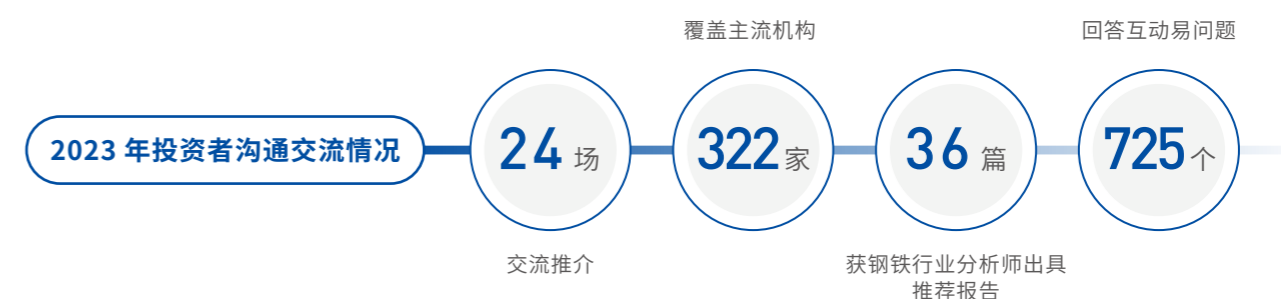 2023 年投资者沟通交流情况
24 场
交流推介
覆盖主流机构
322 家
36 篇
获钢铁行业分析师出具
推荐报告
回答互动易问题
725 个